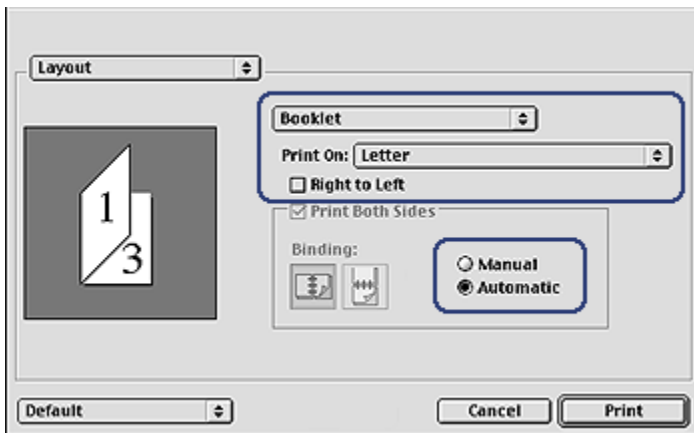 Layout
Booklet
Print On: Letter
Right to Left
1
3
Print Both Sides
Binding:
Manual
Automatic
Default
Cancel
Print